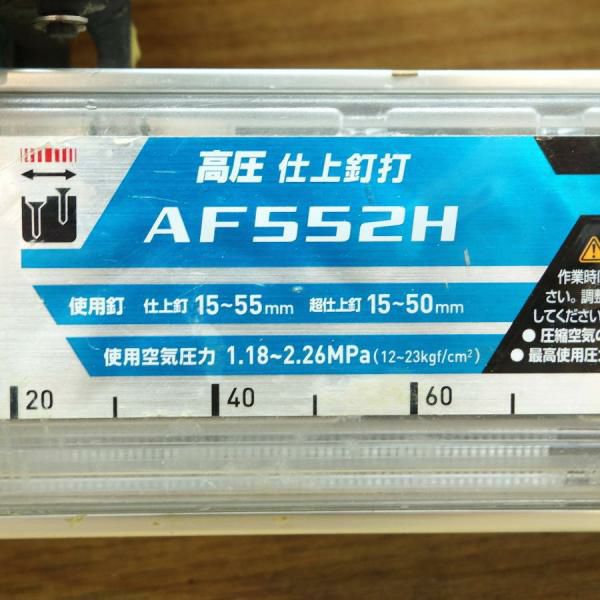 高圧 仕上釘打
AF552H
使用釘 仕上釘 15~55mm 超仕上釘 15~50mm
使用空気圧力 1.18~2.26MPa(12~23kgf/cm²)
作業時
さい。調整
してください
● 圧縮空気の
● 最高使用圧
20 40 60